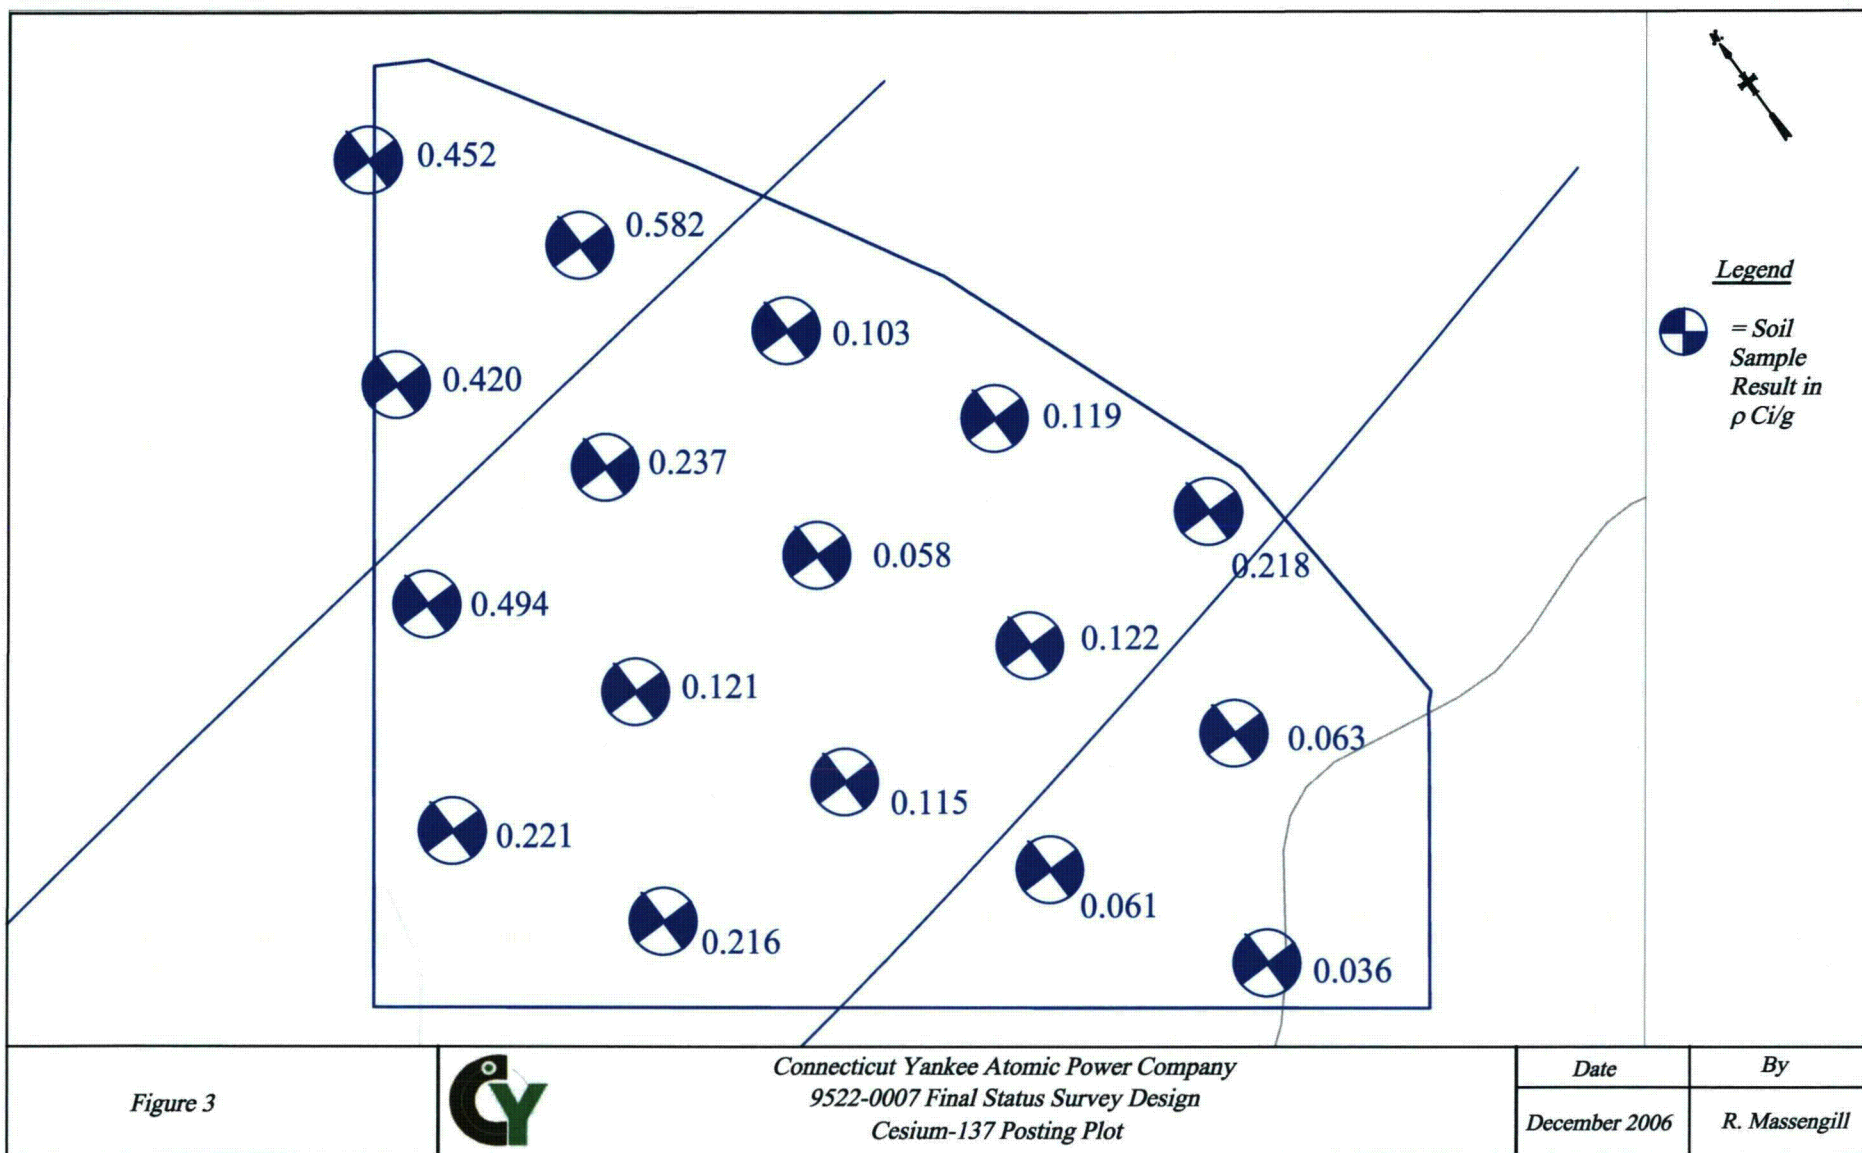 0.452
0.582
0.103
0.420
0.119
0.237
0.218
0.058
0.494
0.122
0.121
0.063
0.115
0.221
0.061
0.216
0.036
Legend
= Soil
Sample
Result in
ρ Ci/g
Figure 3
CY
Connecticut Yankee Atomic Power Company
9522-0007 Final Status Survey Design
Cesium-137 Posting Plot
Date
By
December 2006
R. Massengill